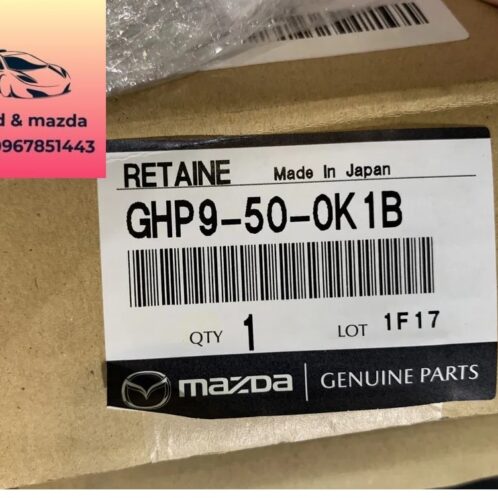 d & mazda
0967851443
RETAINE Made In Japan
GHP9-50-0K1B
QTY 1 LOT 1F17
mazda GENUINE PARTS